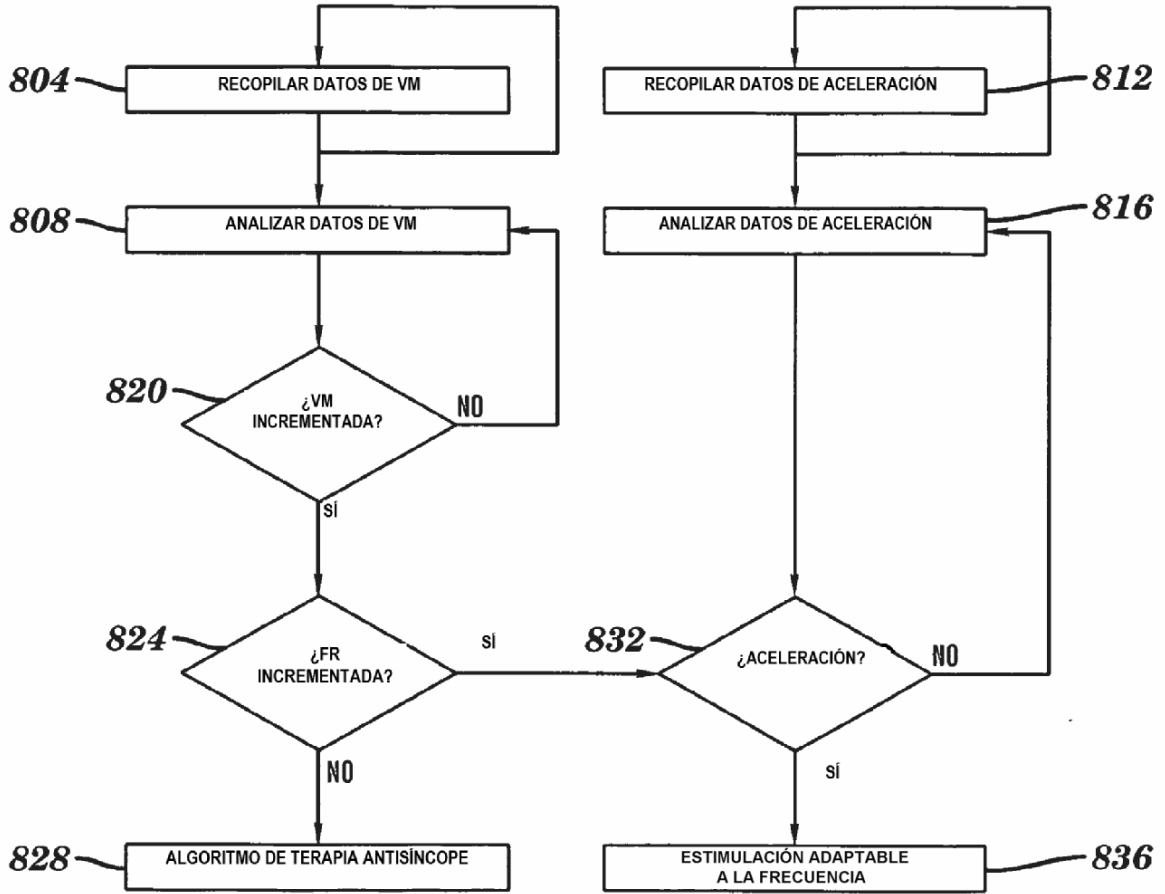 804
RECOPILAR DATOS DE VM
RECOPILAR DATOS DE ACELERACIÓN
812
808
ANALIZAR DATOS DE VM
ANALIZAR DATOS DE ACELERACIÓN
816
820
¿VM
INCREMENTADA?
NO
SÍ
824
¿FR
INCREMENTADA?
SÍ
832
¿ACELERACIÓN?
NO
NO
SÍ
828
ALGORITMO DE TERAPIA ANTISÍNCOPE
ESTIMULACIÓN ADAPTABLE
A LA FRECUENCIA
836